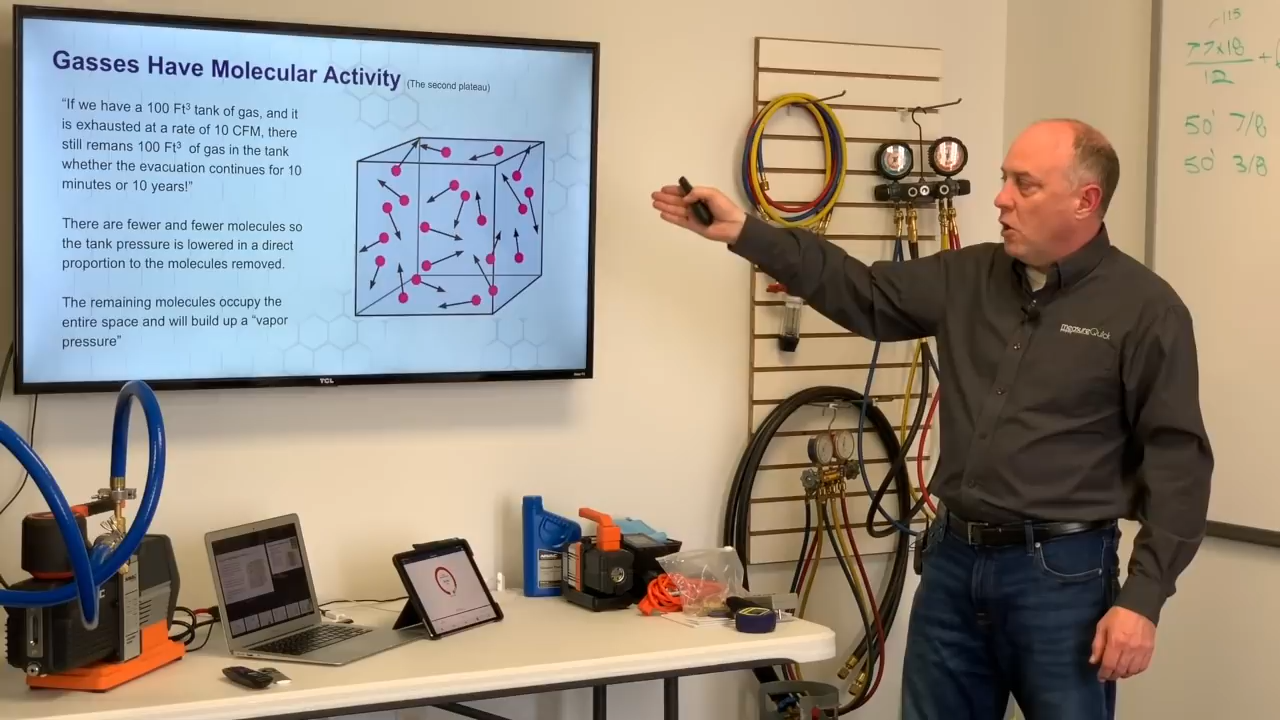 Gasses Have Molecular Activity (The second plateau)
“If we have a 100 Ft³ tank of gas, and it
is exhausted at a rate of 10 CFM, there
still remans 100 Ft³ of gas in the tank
whether the evacuation continues for 10
minutes or 10 years!”
There are fewer and fewer molecules so
the tank pressure is lowered in a direct
proportion to the molecules removed.
The remaining molecules occupy the
entire space and will build up a “vapor
pressure”
TCL
measureQuick
115
77x18
12 +
50' 7/8
50' 3/8